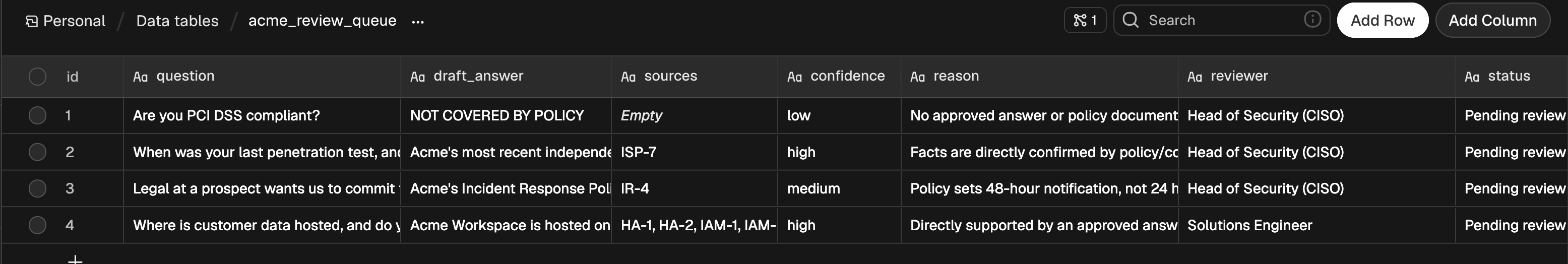 Personal / Data tables / acme_review_queue ...
1 Search Add Row Add Column
id Aa question Aa draft_answer Aa sources Aa confidence Aa reason Aa reviewer Aa status
1 Are you PCI DSS compliant? NOT COVERED BY POLICY Empty low No approved answer or policy document Head of Security (CISO) Pending review
2 When was your last penetration test, and Acme's most recent independe ISP-7 high Facts are directly confirmed by policy/co Head of Security (CISO) Pending review
3 Legal at a prospect wants us to commit Acme's Incident Response Poli IR-4 medium Policy sets 48-hour notification, not 24 h Head of Security (CISO) Pending review
4 Where is customer data hosted, and do y Acme Workspace is hosted on HA-1, HA-2, IAM-1, IAM- high Directly supported by an approved answ Solutions Engineer Pending review
+